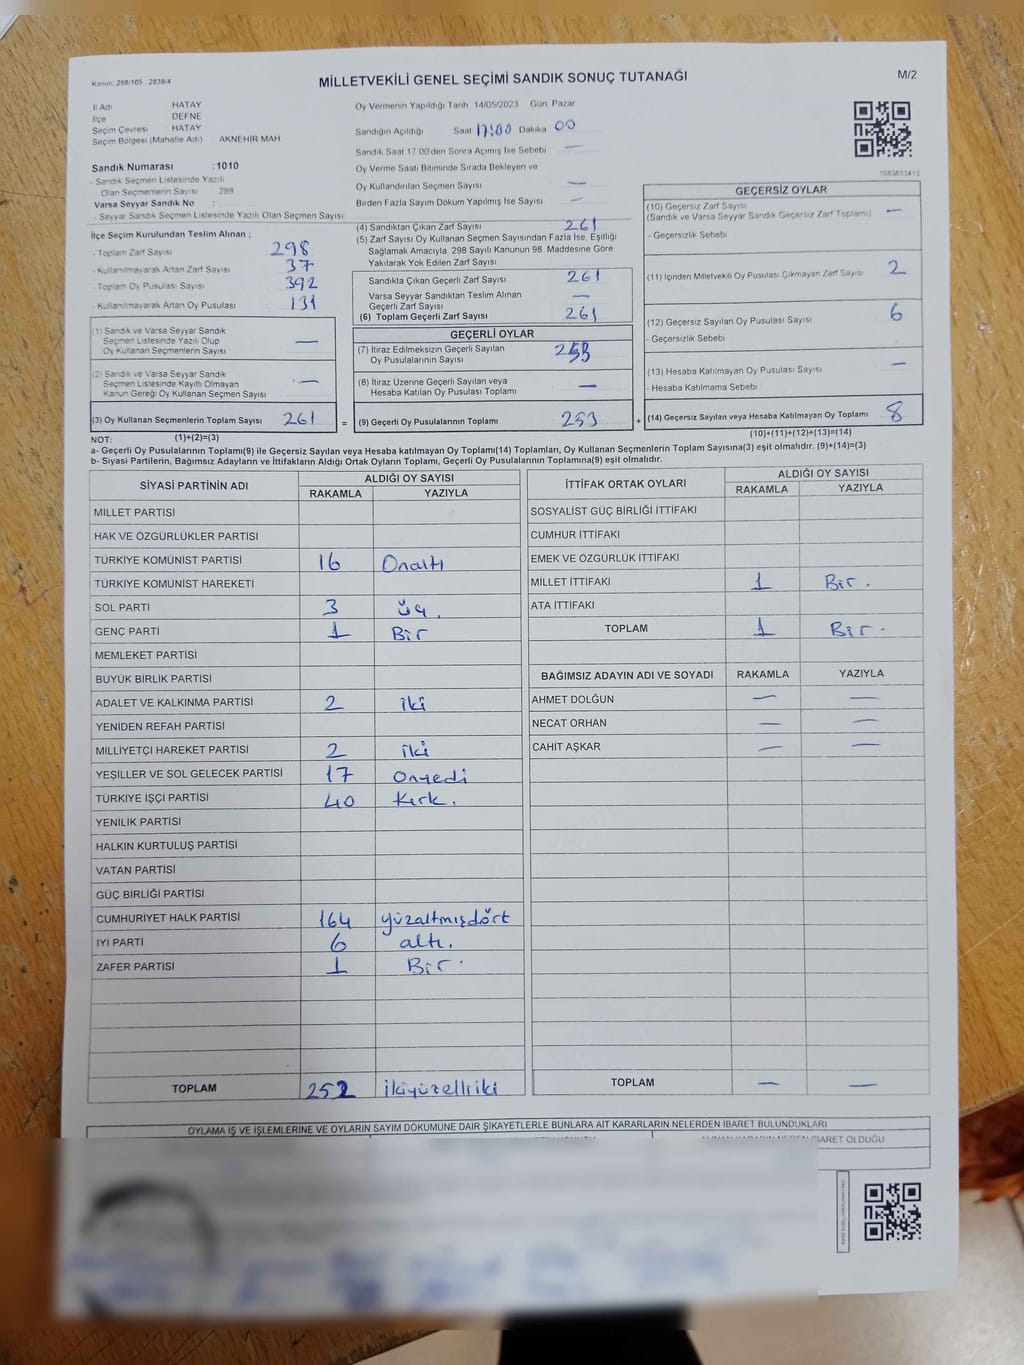 Kanun: 298/105 . 2839/4
MİLLETVEKİLİ GENEL SEÇİMİ SANDIK SONUÇ TUTANAĞI
M/2
İl Adı HATAY
İlçe DEFNE
Seçim Çevresi HATAY
Seçim Bölgesi (Mahalle Adı) : AKNEHİR MAH.
Sandık Numarası :1010
- Sandık Seçmen Listesinde Yazılı
Olan Seçmenlerin Sayısı : 288
Varsa Seyyar Sandık No :
- Seyyar Sandık Seçmen Listesinde Yazılı Olan Seçmen Sayısı:
Oy Vermenin Yapıldığı Tarih 14/05/2023 Gün: Pazar
Sandığın Açıldığı Saat 17:00 Dakika 00
Sandık Saat 17:00'den Sonra Açımış İse Sebebi : —
Oy Verme Saati Bitiminde Sırada Bekleyen ve
Oy Kullandırılan Seçmen Sayısı —
Birden Fazla Sayım Döküm Yapılmış İse Sayısı —
1083633413
İlçe Seçim Kurulundan Teslim Alınan ;
- Toplam Zarf Sayısı 298
- Kullanılmayarak Artan Zarf Sayısı 37
- Toplam Oy Pusulası Sayısı 392
- Kullanılmayarak Artan Oy Pusulası 131
(1) Sandık ve Varsa Seyyar Sandık
Seçmen Listesinde Yazılı Olup
Oy Kullanan Seçmenlerin Sayısı —
(2) Sandık ve Varsa Seyyar Sandık
Seçmen Listesinde Kayıtlı Olmayan
Kanun Gereği Oy Kullanan Seçmen Sayısı —
(3) Oy Kullanan Seçmenlerin Toplam Sayısı 261 =
(1)+(2)=(3)
(4) Sandıktan Çıkan Zarf Sayısı 261
(5) Zarf Sayısı Oy Kullanan Seçmen Sayısından Fazla İse, Eşitliği
Sağlamak Amacıyla, 298 Sayılı Kanunun 98. Maddesine Göre
Yakılarak Yok Edilen Zarf Sayısı
Sandıkta Çıkan Geçerli Zarf Sayısı 261
Varsa Seyyar Sandıktan Teslim Alınan
Geçerli Zarf Sayısı —
(6) Toplam Geçerli Zarf Sayısı 261
GEÇERLİ OYLAR
(7) İtiraz Edilmeksizin Geçerli Sayılan
Oy Pusulalarının Sayısı 253
(8) İtiraz Üzerine Geçerli Sayılan veya
Hesaba Katılan Oy Pusulası Toplamı —
(9) Geçerli Oy Pusulalarının Toplamı 253 +
GEÇERSİZ OYLAR
(10) Geçersiz Zarf Sayısı —
(Sandık ve Varsa Seyyar Sandık Geçersiz Zarf Toplamı)
- Geçersizlik Sebebi
(11) İçinden Milletvekili Oy Pusulası Çıkmayan Zarf Sayısı 2
(12) Geçersiz Sayılan Oy Pusulası Sayısı 6
- Geçersizlik Sebebi
(13) Hesaba Katılmayan Oy Pusulası Sayısı —
- Hesaba Katılmama Sebebi
(14) Geçersiz Sayılan veya Hesaba Katılmayan Oy Toplamı 8
(10)+(11)+(12)+(13)=(14)
NOT:
a- Geçerli Oy Pusulalarının Toplamı(9) ile Geçersiz Sayılan veya Hesaba katılmayan Oy Toplamı(14) Toplamları, Oy Kullanan Seçmenlerin Toplam Sayısına(3) eşit olmalıdır. (9)+(14)=(3)
b- Siyasi Partilerin, Bağımsız Adayların ve İttifakların Aldığı Ortak Oyların Toplamı, Geçerli Oy Pusulalarının Toplamına(9) eşit olmalıdır.
SİYASİ PARTİNİN ADI ALDIĞI OY SAYISI
RAKAMLA YAZIYLA
MİLLET PARTİSİ
HAK VE ÖZGÜRLÜKLER PARTİSİ
TÜRKİYE KOMÜNİST PARTİSİ 16 Onaltı
TÜRKİYE KOMÜNİST HAREKETİ
SOL PARTİ 3 üç.
GENÇ PARTİ 1 Bir
MEMLEKET PARTİSİ
BÜYÜK BİRLİK PARTİSİ
ADALET VE KALKINMA PARTİSİ 2 iki
YENİDEN REFAH PARTİSİ
MİLLİYETÇİ HAREKET PARTİSİ 2 iki
YEŞİLLER VE SOL GELECEK PARTİSİ 17 Onyedi
TÜRKİYE İŞÇİ PARTİSİ 40 Kırk.
YENİLİK PARTİSİ
HALKIN KURTULUŞ PARTİSİ
VATAN PARTİSİ
GÜÇ BİRLİĞİ PARTİSİ
CUMHURİYET HALK PARTİSİ 164 yüzaltmışdört
İYİ PARTİ 6 altı.
ZAFER PARTİSİ 1 Bir.
TOPLAM 252 ikiyüzelliiki
İTTİFAK ORTAK OYLARI ALDIĞI OY SAYISI
RAKAMLA YAZIYLA
SOSYALİST GÜÇ BİRLİĞİ İTTİFAKI
CUMHUR İTTİFAKI
EMEK VE ÖZGÜRLÜK İTTİFAKI
MİLLET İTTİFAKI 1 Bir.
ATA İTTİFAKI
TOPLAM 1 Bir.
BAĞIMSIZ ADAYIN ADI VE SOYADI RAKAMLA YAZIYLA
AHMET DOLĞUN — —
NECAT ORHAN — —
CAHİT AŞKAR — —
TOPLAM — —
OYLAMA İŞ VE İŞLEMLERİNE VE OYLARIN SAYIM DÖKÜMÜNE DAİR ŞİKAYETLERLE BUNLARA AİT KARARLARIN NELERDEN İBARET BULUNDUKLARI